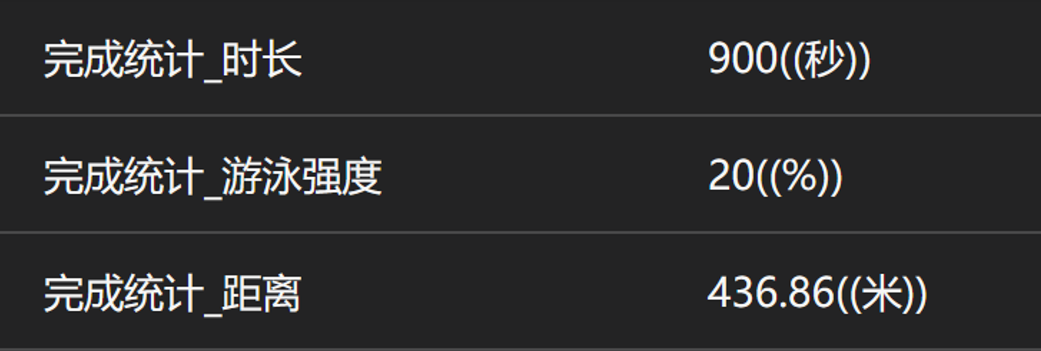 完成统计_时长 900((秒))
完成统计_游泳强度 20((%))
完成统计_距离 436.86((米))